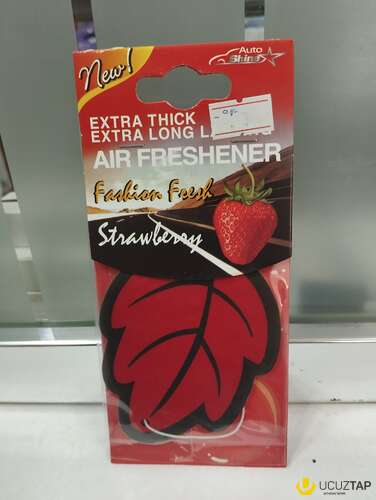 New!
Auto
Shine
EXTRA THICK
EXTRA LONG
AIR FRESHENER
Fashion Fresh
Strawberry
UCUZTAP